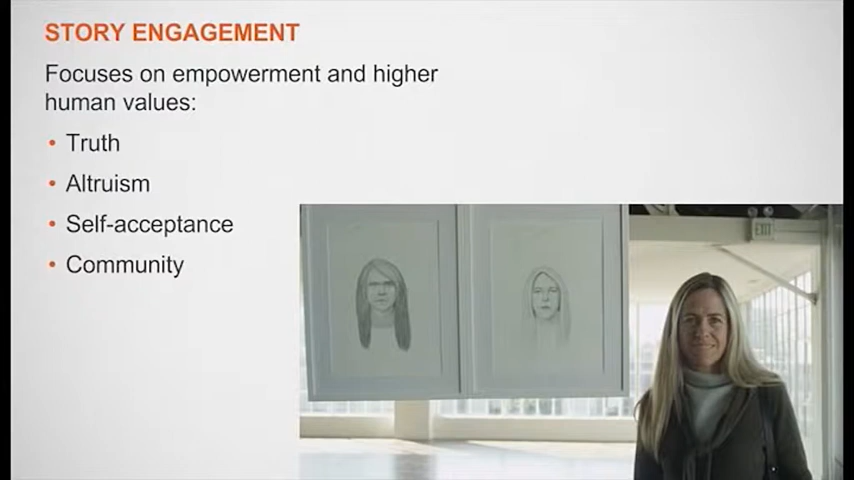 STORY ENGAGEMENT
Focuses on empowerment and higher
human values:
• Truth
• Altruism
• Self-acceptance
• Community
EXIT